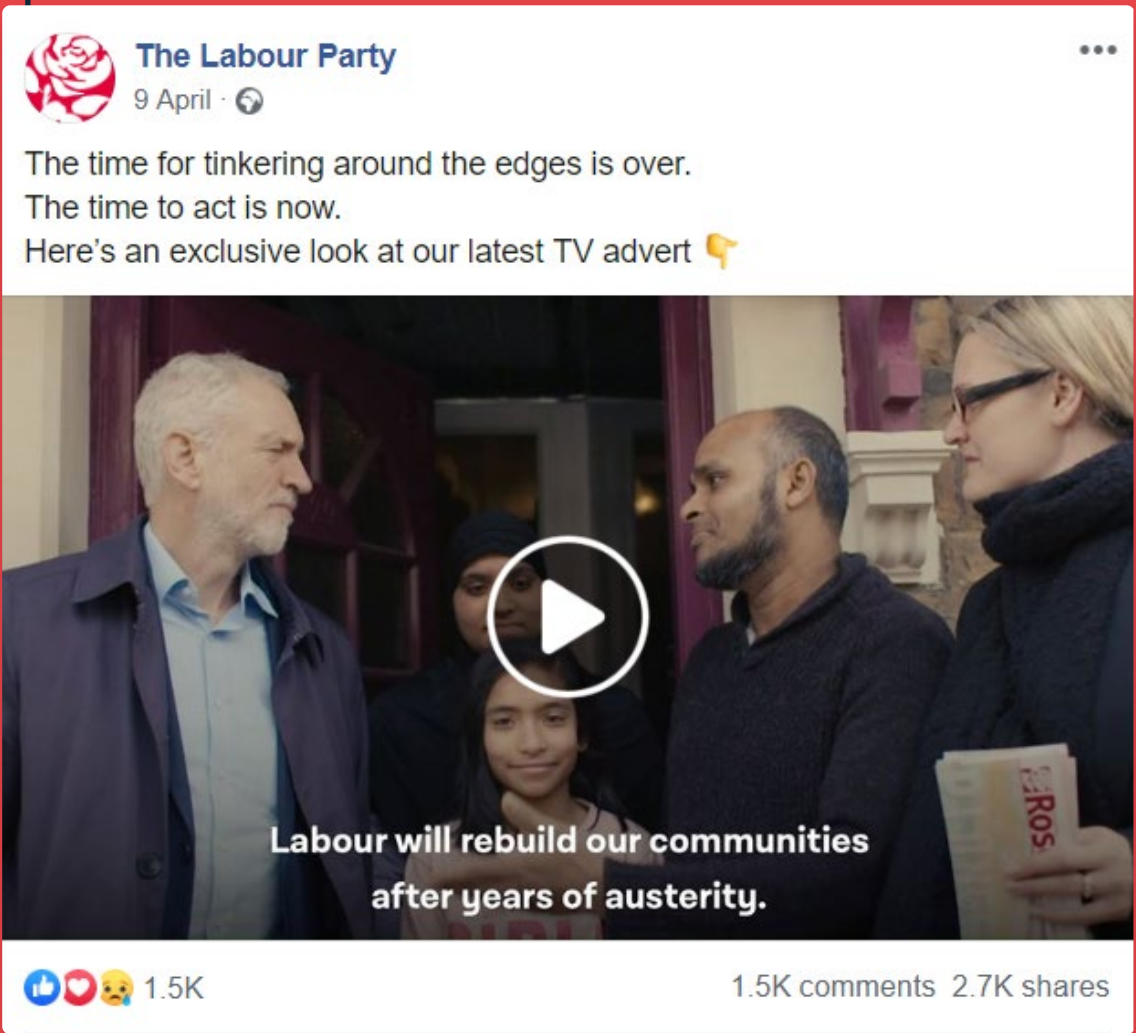 The Labour Party
9 April ·
The time for tinkering around the edges is over.
The time to act is now.
Here's an exclusive look at our latest TV advert 👇
Ros
Labour will rebuild our communities
after years of austerity.
1.5K
1.5K comments 2.7K shares